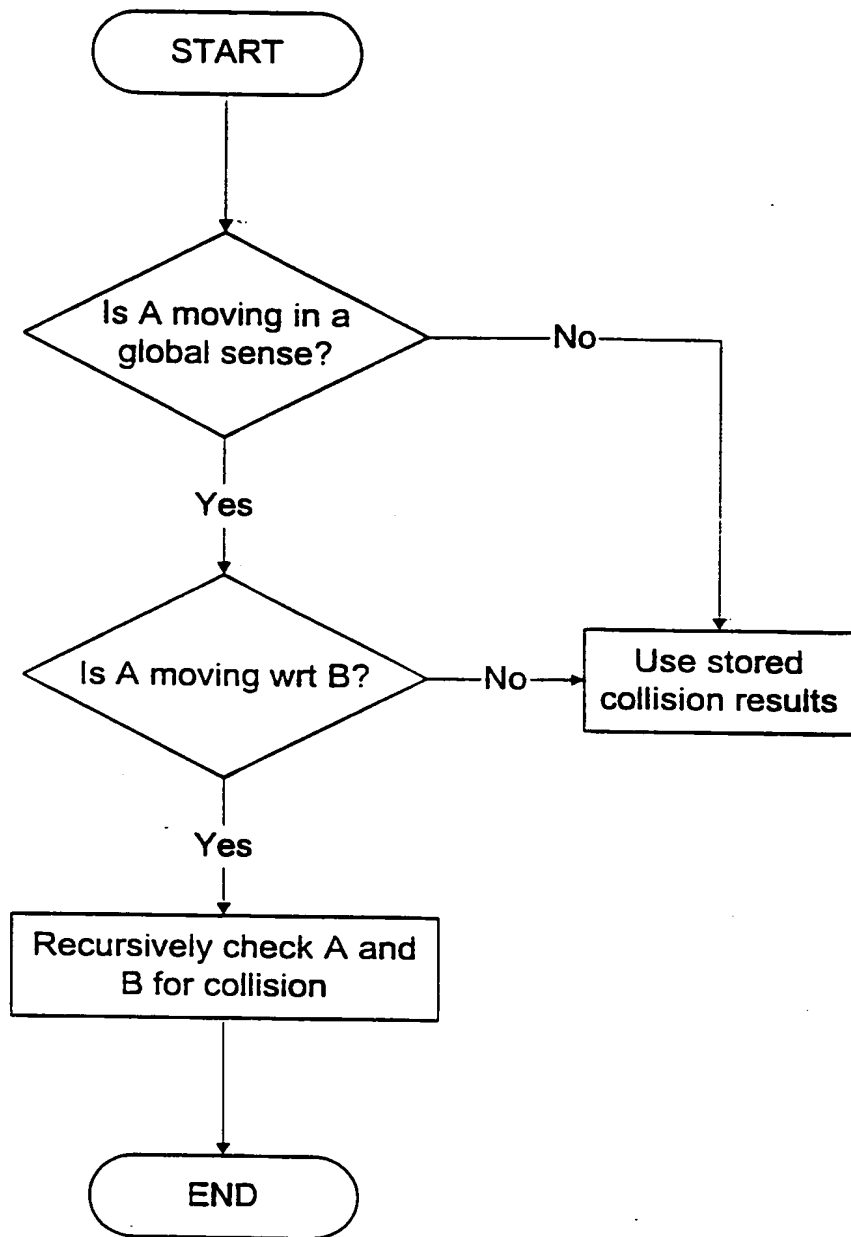 START
Is A moving in a
global sense?
No
Yes
Is A moving wrt B?
No
Use stored
collision results
Yes
Recursively check A and
B for collision
END